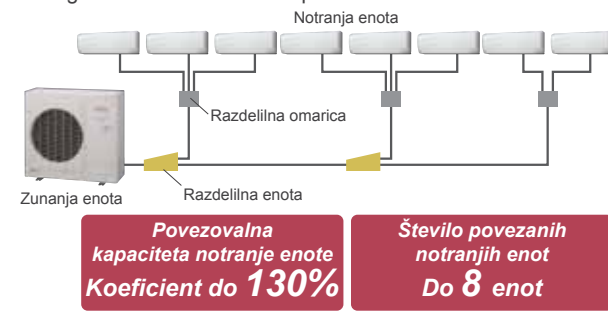 Notranja enota
Razdelilna omarica
Razdelilna enota
Zunanja enota
Povezovalna
kapaciteta notranje enote
Koeficient do 130%
Število povezanih
notranjih enot
Do 8 enot